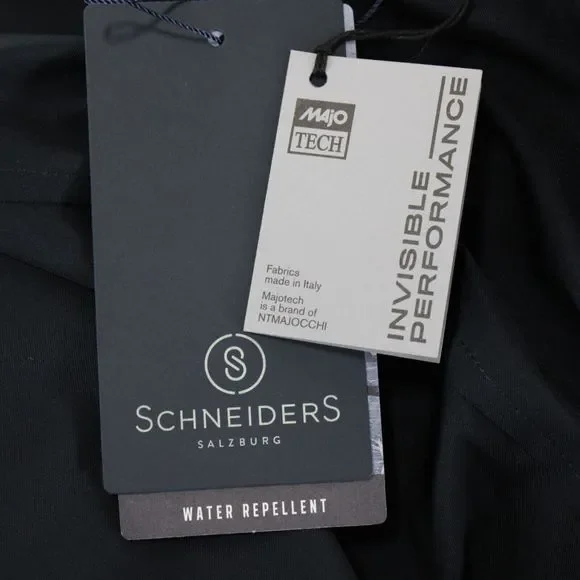 MAJO
TECH
INVISIBLE
PERFORMANCE
Fabrics
made in Italy
Majotech
is a brand of
NTMAJOCCHI
S
SCHNEIDERS
SALZBURG
WATER REPELLENT